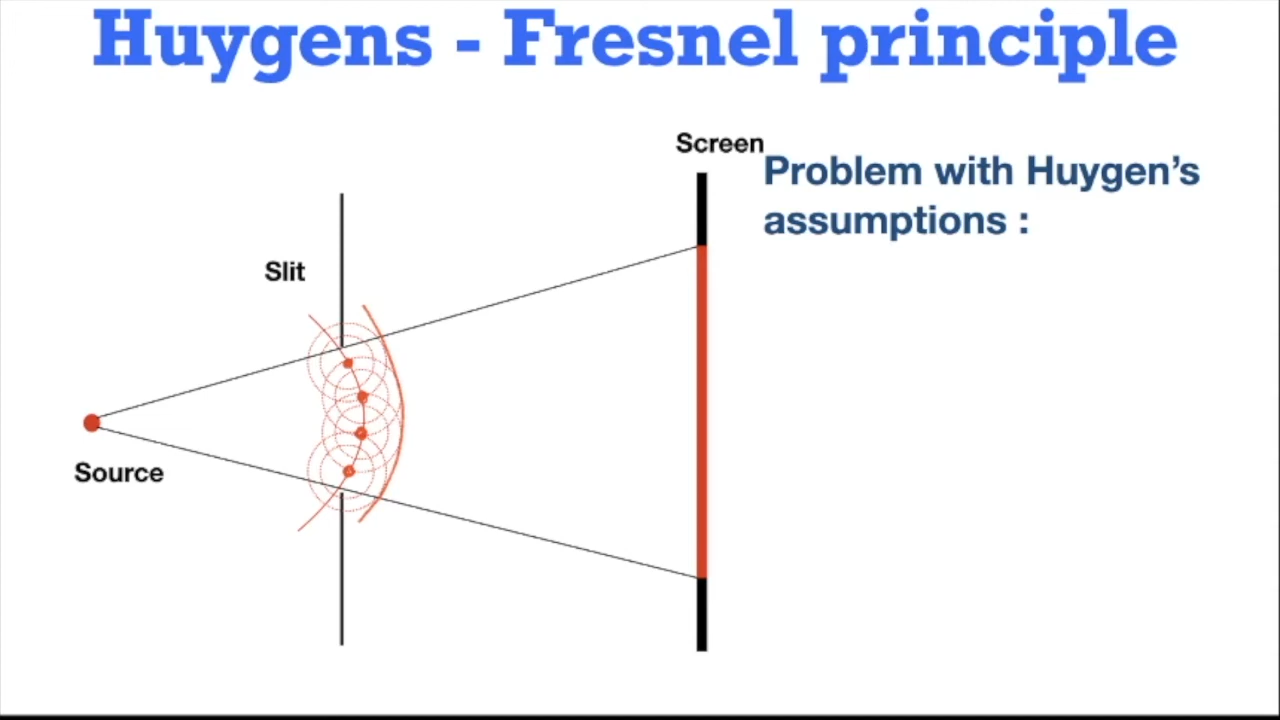 Huygens - Fresnel principle
Screen
Problem with Huygen's
assumptions :
Slit
Source